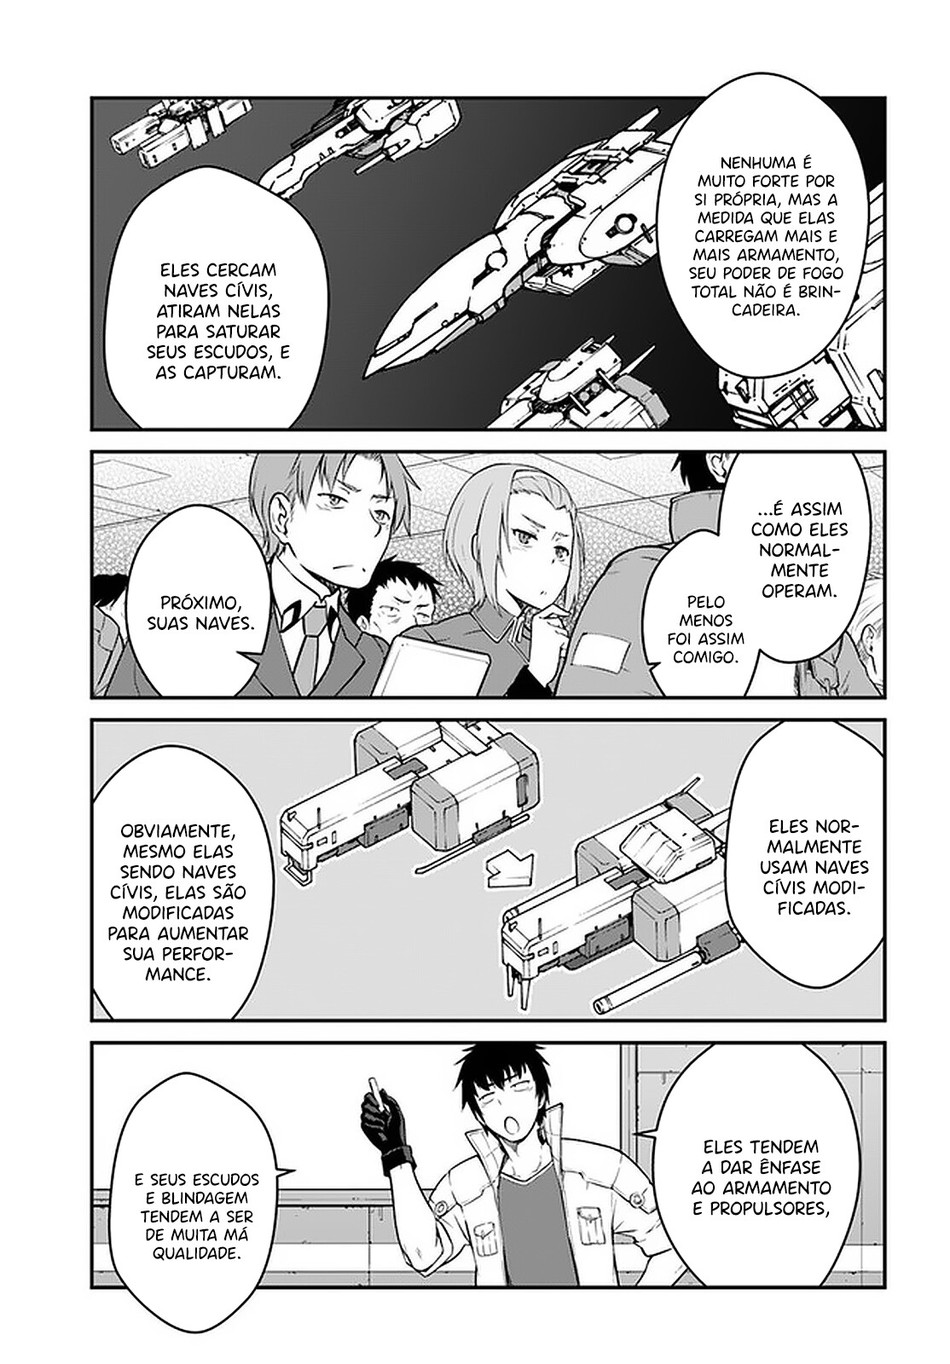 NENHUMA É
MUITO FORTE POR
SI PRÓPRIA, MAS A
MEDIDA QUE ELAS
CARREGAM MAIS E
MAIS ARMAMENTO,
SEU PODER DE FOGO
TOTAL NÃO É BRIN-
CADEIRA.
ELES CERCAM
NAVES CÍVIS,
ATIRAM NELAS
PARA SATURAR
SEUS ESCUDOS, E
AS CAPTURAM.
...É ASSIM
COMO ELES
NORMAL-
MENTE
OPERAM.
PELO
MENOS
FOI ASSIM
COMIGO.
PRÓXIMO,
SUAS NAVES.
ELES NOR-
MALMENTE
USAM NAVES
CÍVIS MODI-
FICADAS.
OBVIAMENTE,
MESMO ELAS
SENDO NAVES
CÍVIS, ELAS SÃO
MODIFICADAS
PARA AUMENTAR
SUA PERFOR-
MANCE.
ELES TENDEM
A DAR ÊNFASE
AO ARMAMENTO
E PROPULSORES,
E SEUS ESCUDOS
E BLINDAGEM
TENDEM A SER
DE MUITA MÁ
QUALIDADE.